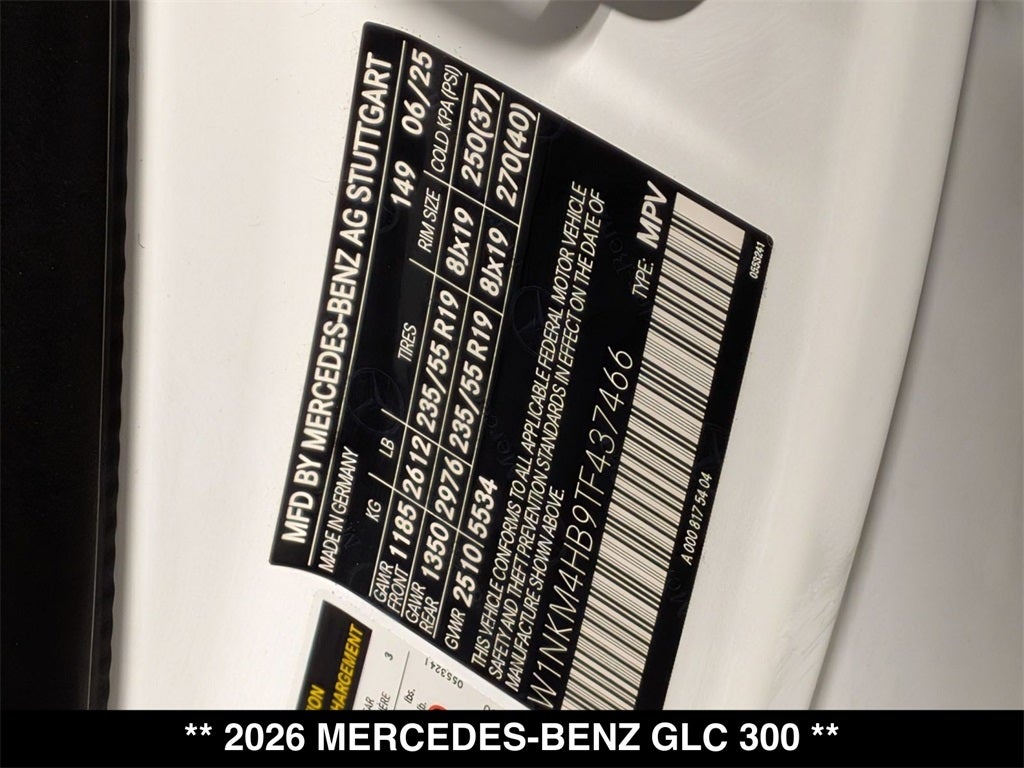 MFD BY MERCEDES-BENZ AG STUTTGART
MADE IN GERMANY 149 06/25
KG LB TIRES RIM SIZE COLD KPA(PSI)
GAWR FRONT 1185 2612 235/55 R19 8Jx19 250(37)
GAWR REAR 1350 2976 235/55 R19 8Jx19 270(40)
GVWR 2510 5534
THIS VEHICLE CONFORMS TO ALL APPLICABLE FEDERAL MOTOR VEHICLE
SAFETY AND THEFT PREVENTION STANDARDS IN EFFECT ON THE DATE OF
MANUFACTURE SHOWN ABOVE.
W1NKM4HB9TF437466 TYPE: MPV
A 000 817 54 04 0553241
3
lbs.
0553241
** 2026 MERCEDES-BENZ GLC 300 **